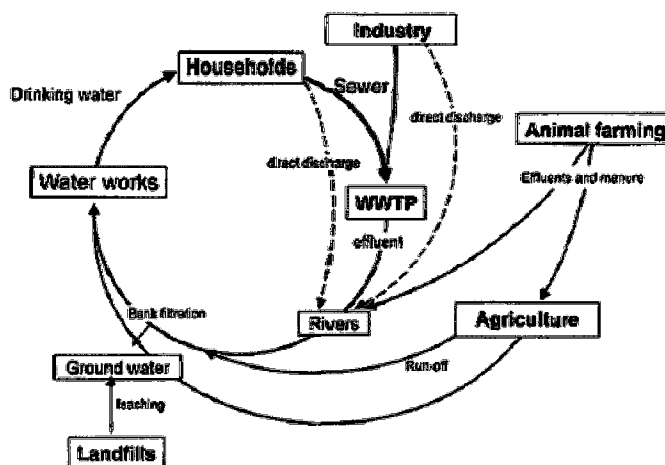 Industry
Households
Sewer
Drinking water
direct discharge
Animal farming
direct discharge
Effluents and manure
Water works
WWTP
effluent
Bank filtration
Rivers
Agriculture
Ground water
Run-off
leaching
Landfills